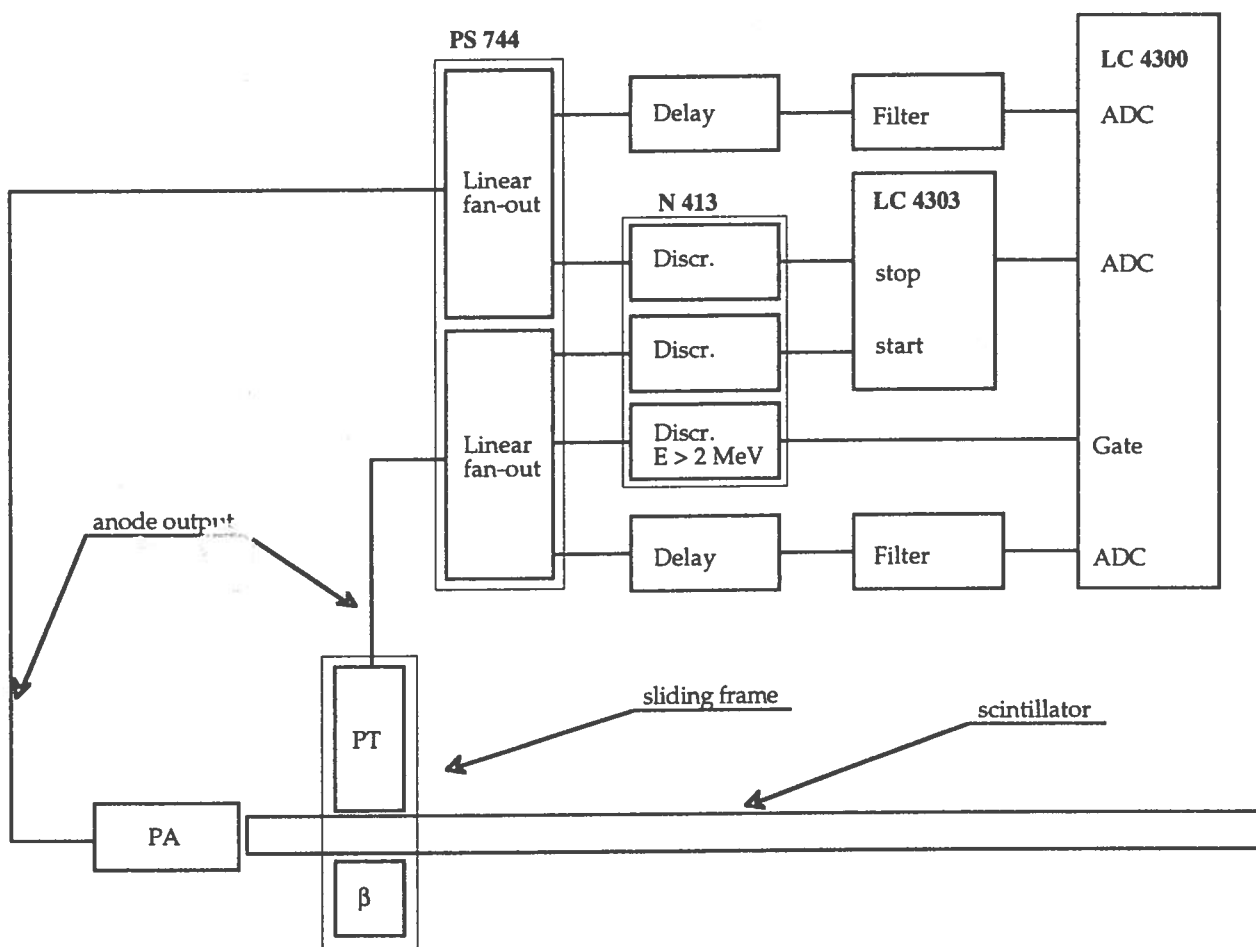 PS 744
LC 4300
Delay
Filter
ADC
Linear
fan-out
N 413
LC 4303
Discr.
stop
ADC
Discr.
start
Linear
fan-out
Discr.
E > 2 MeV
Gate
anode output
Delay
Filter
ADC
sliding frame
scintillator
PT
PA
β